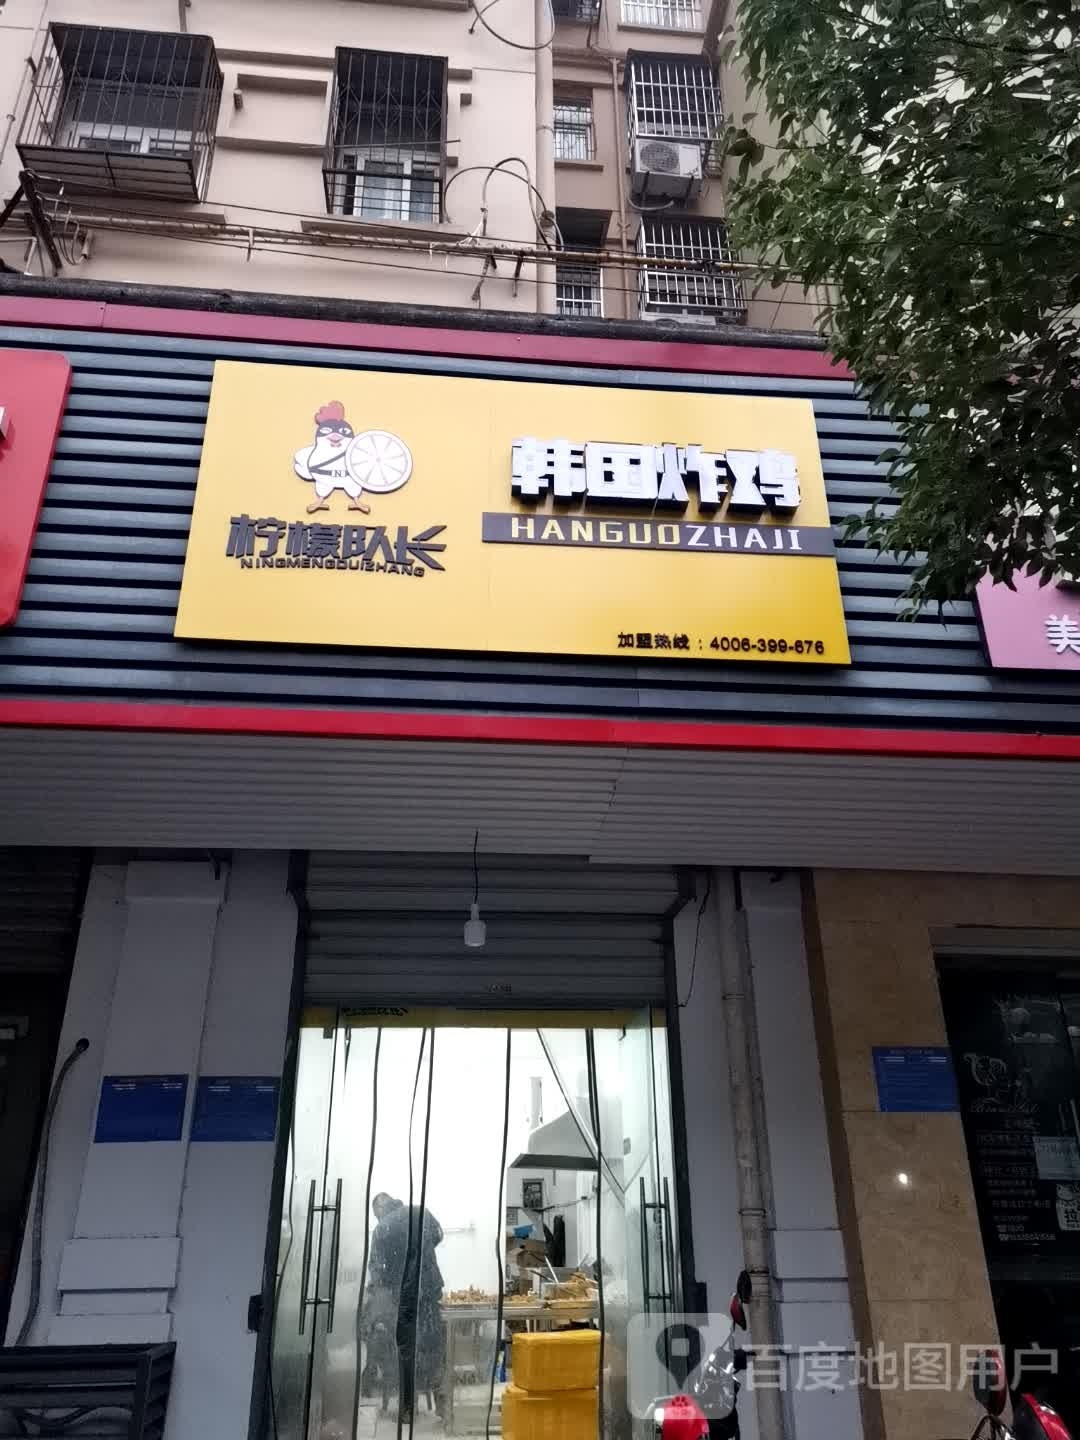 韩国炸鸡
HANGUOZHAJI
N
柠檬队长
NINGMENGDUIZHANG
加盟热线：4006-399-676
美
百度地图用户